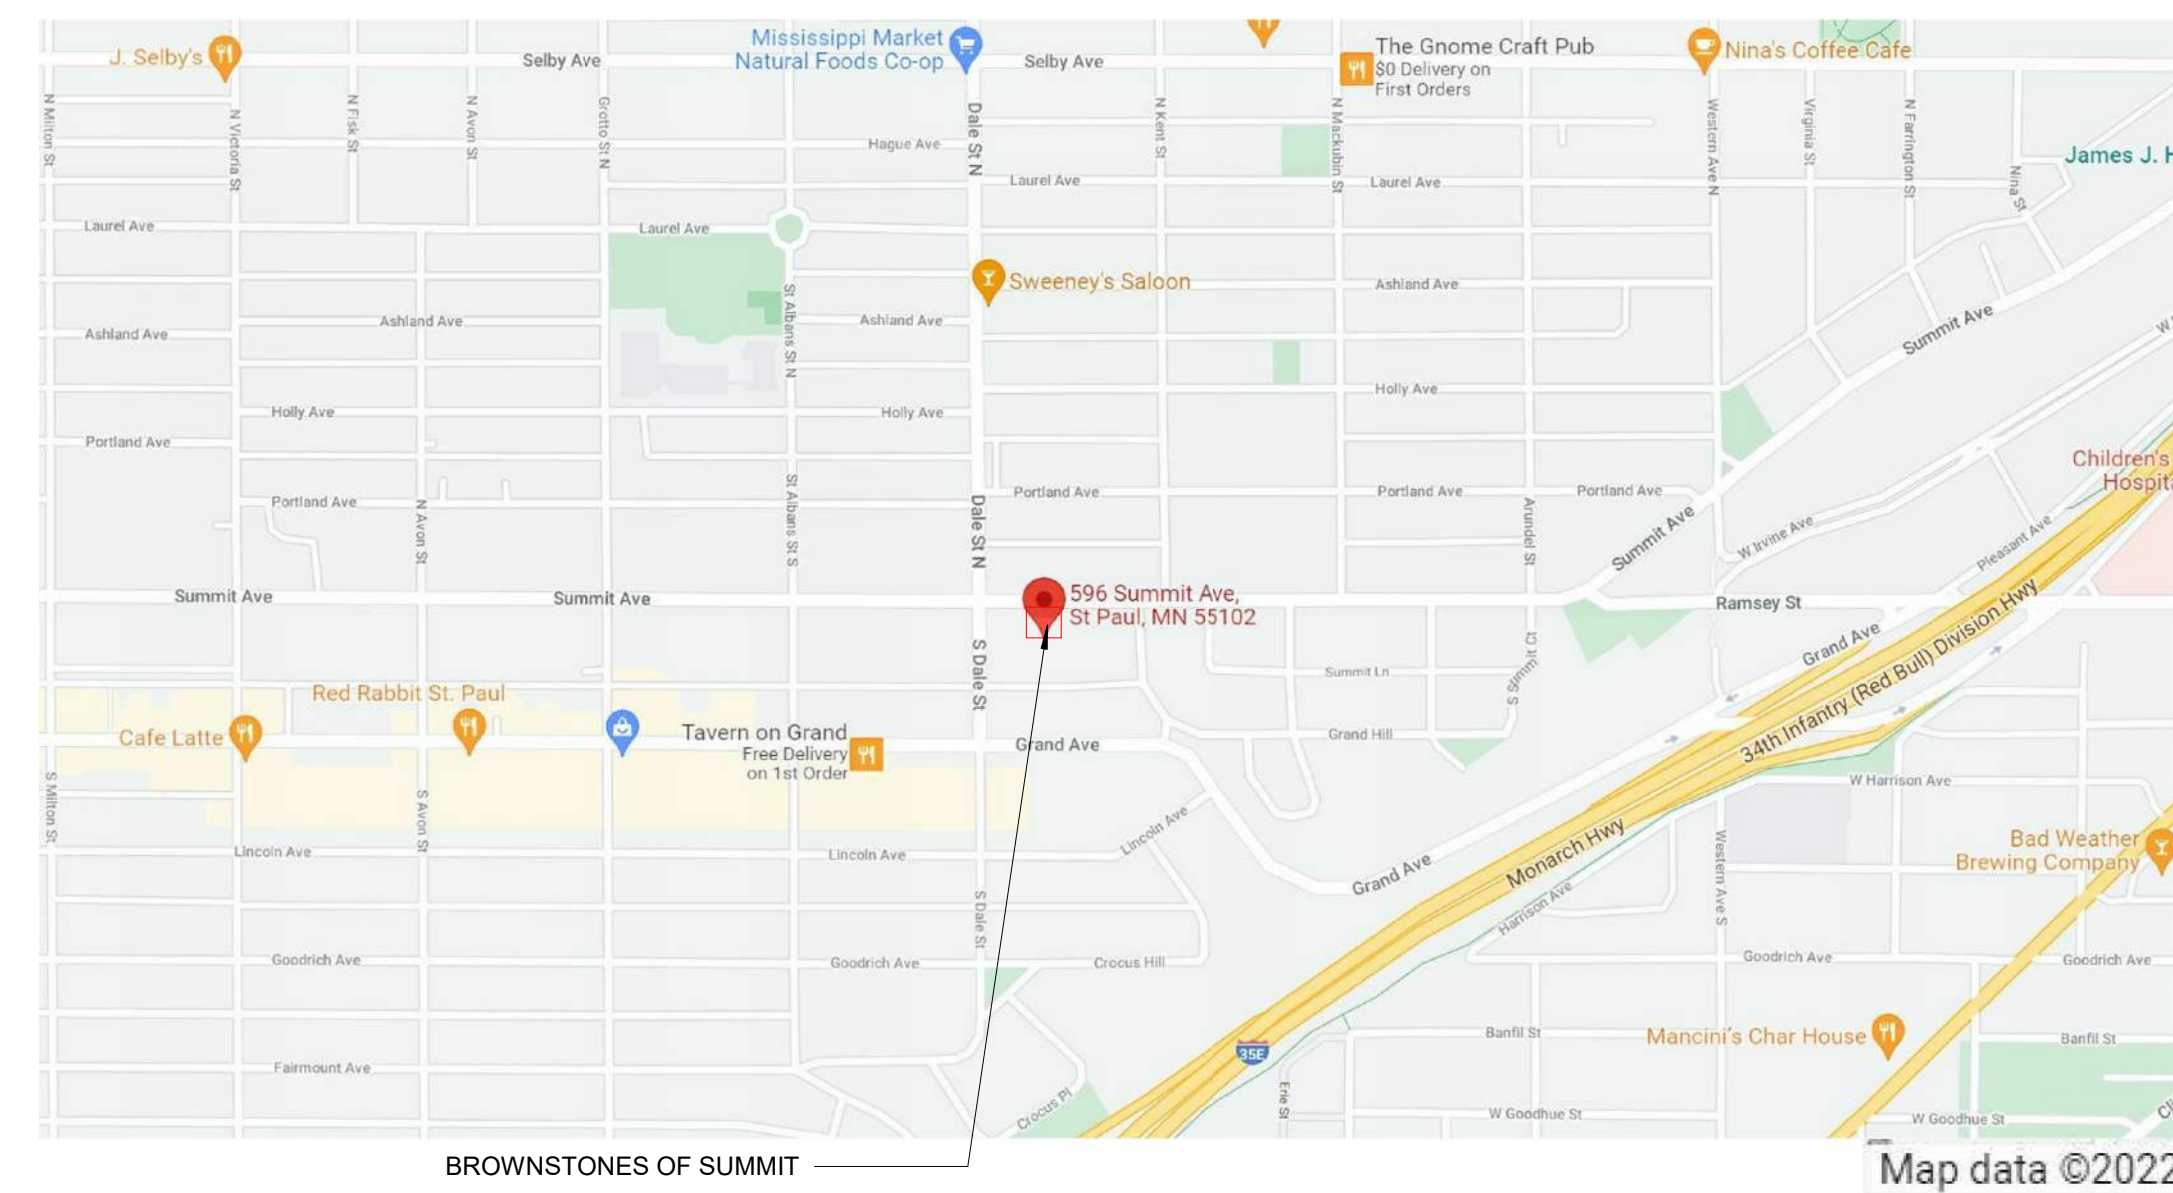 J. Selby's
Selby Ave
Mississippi Market
Natural Foods Co-op
Selby Ave
The Gnome Craft Pub
$0 Delivery on
First Orders
Nina's Coffee Cafe
N Milton St
N Victoria St
N Fisk St
N Avon St
Grotto St N
Hague Ave
Dale St N
N Kent St
N Mackubin St
Western Ave N
Virginia St
N Farrington St
Nina St
James J. H
Laurel Ave
Laurel Ave
Laurel Ave
Laurel Ave
Sweeney's Saloon
Ashland Ave
St Albans St N
Ashland Ave
Ashland Ave
Ashland Ave
Summit Ave
W
Holly Ave
Holly Ave
Holly Ave
Portland Ave
Portland Ave
Portland Ave
Portland Ave
Portland Ave
Children's
Hospit
N Avon St
St Albans St S
Dale St N
Arundel St
Summit Ave
W Irvine Ave
Pleasant Ave
Summit Ave
Summit Ave
596 Summit Ave,
St Paul, MN 55102
Ramsey St
Grand Ave
34th Infantry (Red Bull) Division Hwy
S Dale St
Summit Ln
S Summit Ct
Red Rabbit St. Paul
Cafe Latte
Tavern on Grand
Free Delivery
on 1st Order
Grand Ave
Grand Hill
S Milton St
S Avon St
W Harrison Ave
Lincoln Ave
Lincoln Ave
Lincoln Ave
Grand Ave
Monarch Hwy
Harrison Ave
Western Ave S
Bad Weather
Brewing Company
S Dale St
Goodrich Ave
Goodrich Ave
Crocus Hill
Goodrich Ave
Goodrich Ave
35E
Banfil St
Mancini's Char House
Banfil St
Fairmount Ave
Crocus Pl
Erie St
W Goodhue St
W Goodhue St
Cl
BROWNSTONES OF SUMMIT
Map data ©2022